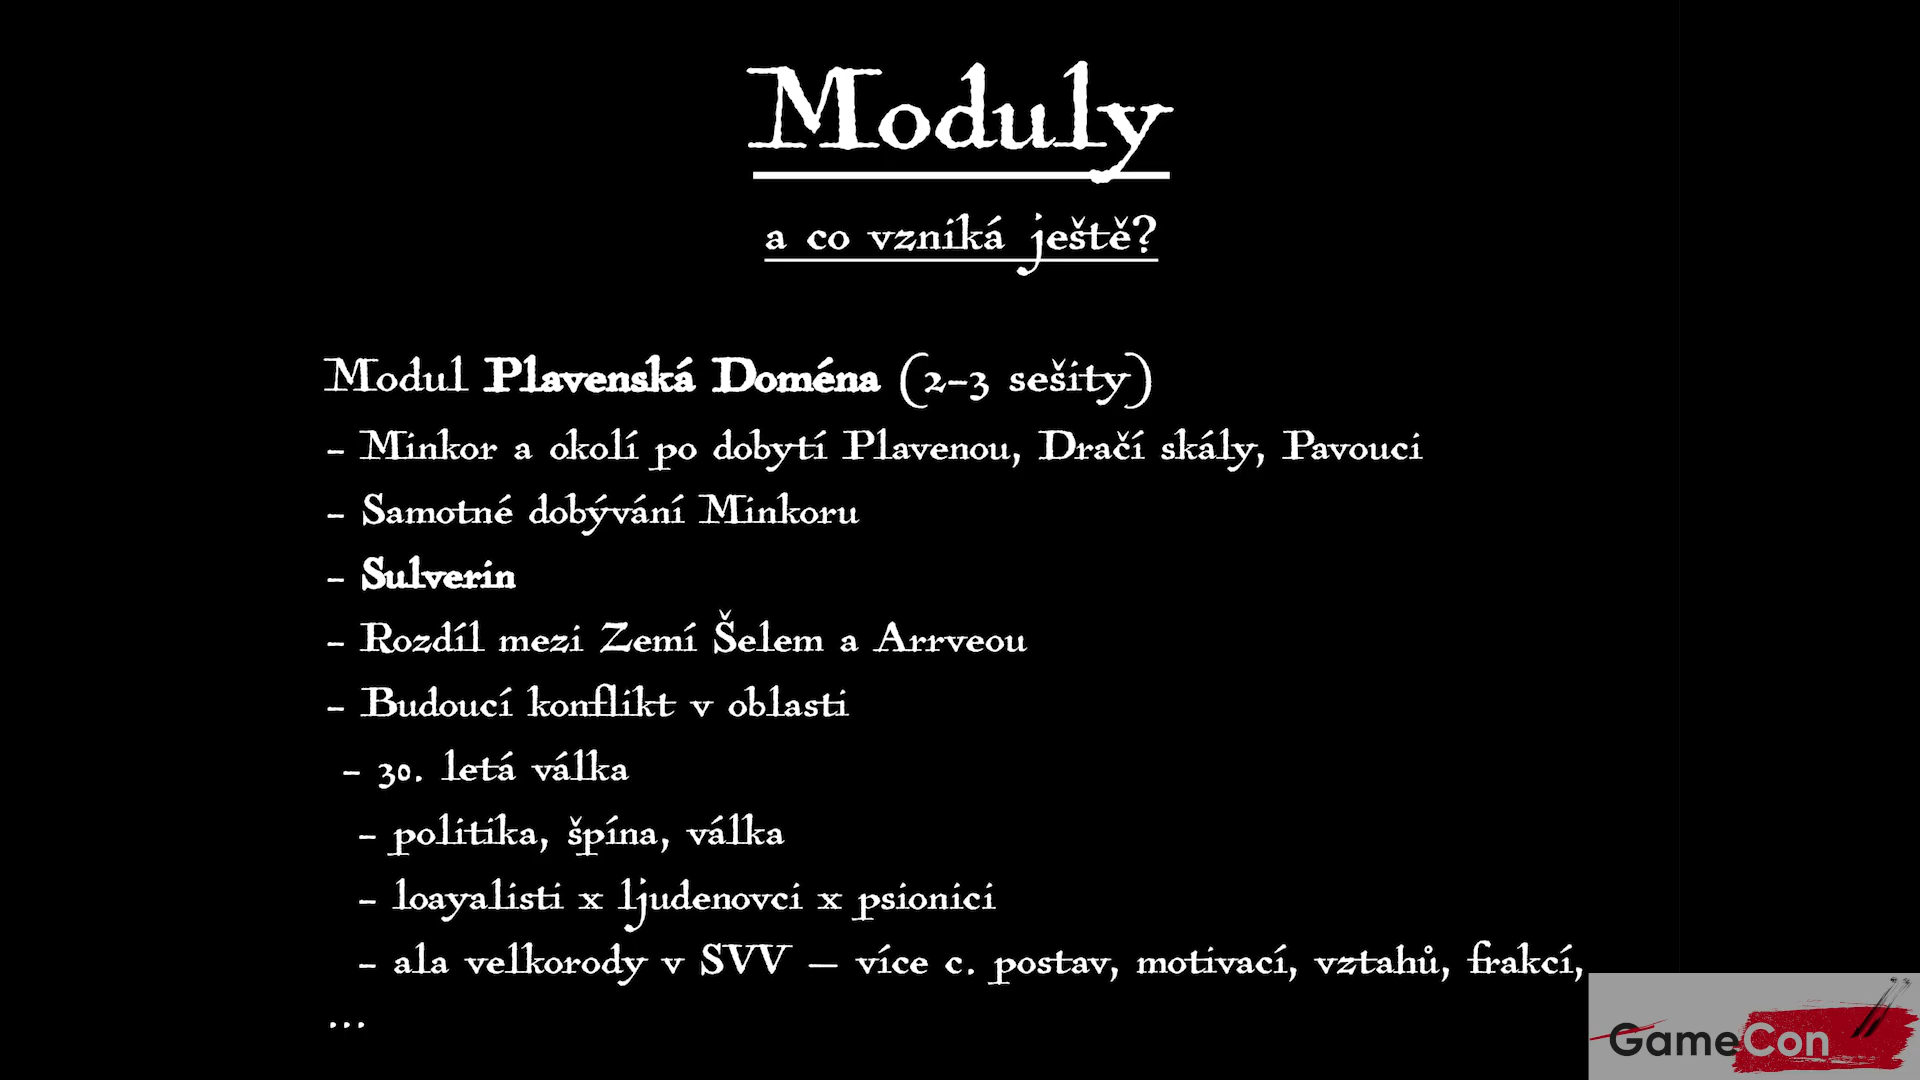 Moduly
a co vzniká ještě?
Modul Plavenská Doména (2–3 sešity)
– Minkor a okolí po dobytí Plavenou, Dračí skály, Pavouci
– Samotné dobývání Minkoru
– Sulverin
– Rozdíl mezi Zemí Šelem a Arrveou
– Budoucí konflikt v oblasti
– 30. letá válka
– politika, špína, válka
– loayalisti x ljudenovci x psionici
– ala velkorody v SVV — více c. postav, motivací, vztahů, frakcí,
...
GameCon